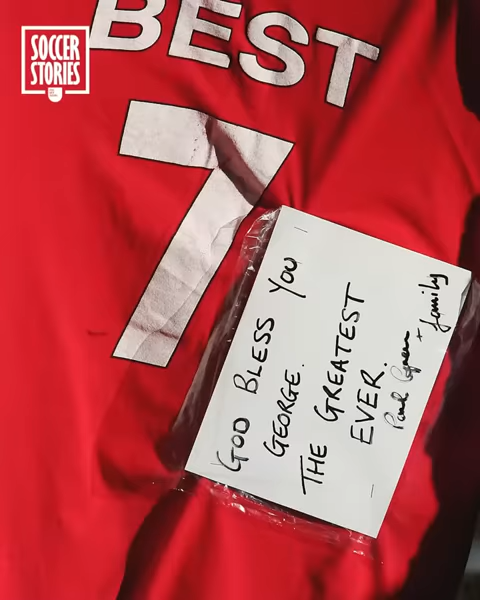 SOCCER
STORIES
BEST
7
GOD BLESS YOU
GEORGE.
THE GREATEST
EVER.
+ family